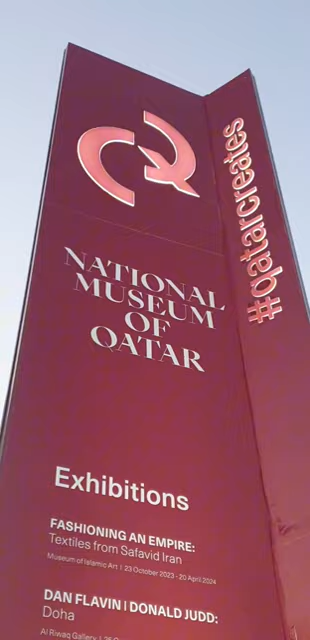 #qatarcreates
NATIONAL
MUSEUM
OF
QATAR
Exhibitions
FASHIONING AN EMPIRE:
Textiles from Safavid Iran
Museum of Islamic Art | 23 October 2023 - 20 April 2024
DAN FLAVIN | DONALD JUDD:
Doha
Al Riwaq Gallery |